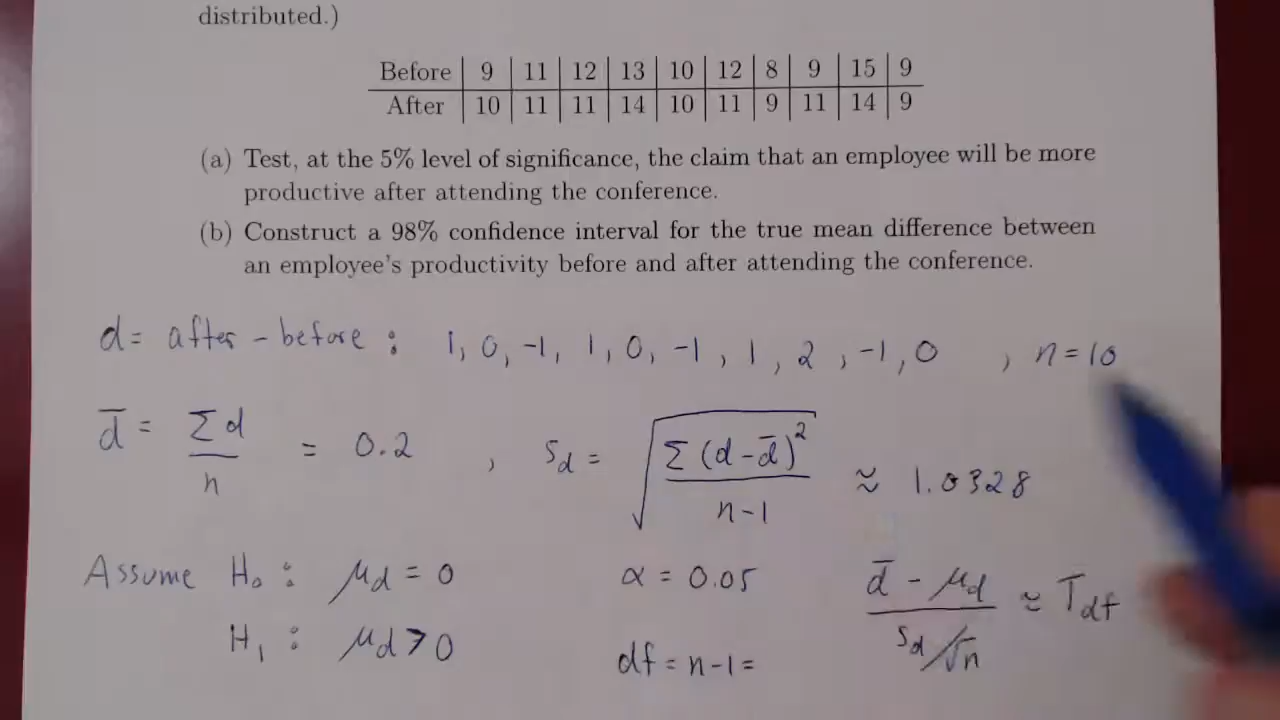 distributed.)
Before 9 11 12 13 10 12 8 9 15 9
After 10 11 11 14 10 11 9 11 14 9
(a) Test, at the 5% level of significance, the claim that an employee will be more
productive after attending the conference.
(b) Construct a 98% confidence interval for the true mean difference between
an employee's productivity before and after attending the conference.
d = after - before : 1, 0, -1, 1, 0, -1, 1, 2, -1, 0 , n = 10
d̄ = Σd / n = 0.2 , s_d = √(Σ(d - d̄)² / (n-1)) ≈ 1.0328
Assume H₀ : μ_d = 0 α = 0.05 (d̄ - μ_d) / (s_d/√n) ≈ T_df
H₁ : μ_d > 0 df = n-1 =